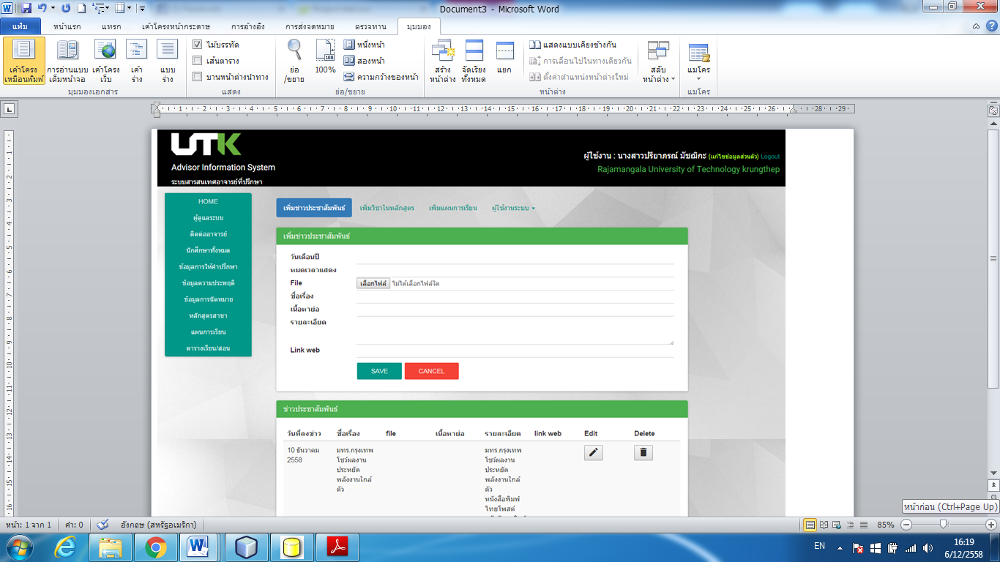 Document3 - Microsoft Word
แฟ้ม หน้าแรก แทรก เค้าโครงหน้ากระดาษ การอ้างอิง การส่งจดหมาย ตรวจทาน มุมมอง
เค้าโครงเหมือนพิมพ์
การอ่านแบบเต็มหน้าจอ
เค้าโครงเว็บ
เค้าร่าง
แบบร่าง
มุมมองเอกสาร
ไม้บรรทัด
เส้นตาราง
บานหน้าต่างนำทาง
แสดง
ย่อ/ขยาย
100%
หนึ่งหน้า
สองหน้า
ความกว้างของหน้า
ย่อ/ขยาย
สร้างหน้าต่าง
จัดเรียงทั้งหมด
แยก
แสดงแบบเคียงข้างกัน
การเลื่อนไปในทางเดียวกัน
ตั้งค่าตำแหน่งหน้าต่างใหม่
สลับหน้าต่าง
หน้าต่าง
แมโคร
แมโคร
1 2 3 4 5 6 7 8 9 10 11 12 13 14 15 16 17 18 19 20 21 22 23 24 25 26 28 29
UTK
Advisor Information System
ระบบสารสนเทศอาจารย์ที่ปรึกษา
ผู้ใช้งาน : นางสาวปรียาภรณ์ มัชฌิกะ (แก้ไขข้อมูลส่วนตัว) Logout
Rajamangala University of Technology krungthep
HOME
ผู้ดูแลระบบ
ติดต่ออาจารย์
นักศึกษาทั้งหมด
ข้อมูลการให้คำปรึกษา
ข้อมูลความประพฤติ
ข้อมูลการนัดหมาย
หลักสูตรสาขา
แผนการเรียน
ตารางเรียน/สอน
เพิ่มข่าวประชาสัมพันธ์ เพิ่มวิชาในหลักสูตร เพิ่มแผนการเรียน ผู้ใช้งานระบบ
เพิ่มข่าวประชาสัมพันธ์
วันเดือนปี
หมดเวลาแสดง
File เลือกไฟล์ ไม่ได้เลือกไฟล์ใด
ชื่อเรื่อง
เนื้อหาย่อ
รายละเอียด
Link web
SAVE CANCEL
ข่าวประชาสัมพันธ์
วันที่ลงข่าว ชื่อเรื่อง file เนื้อหาย่อ รายละเอียด link web Edit Delete
10 ธันวาคม 2558
มทร.กรุงเทพ
โชว์ผลงาน
ประหยัด
พลังงานใกล้
ตัว
มทร.กรุงเทพ
โชว์ผลงาน
ประหยัด
พลังงานใกล้
ตัว
หนังสือพิมพ์
ไทยโพสต์
หน้าก่อน (Ctrl+Page Up)
หน้า: 1 จาก 1 คำ: 0 อังกฤษ (สหรัฐอเมริกา) 85%
EN 16:19
6/12/2558